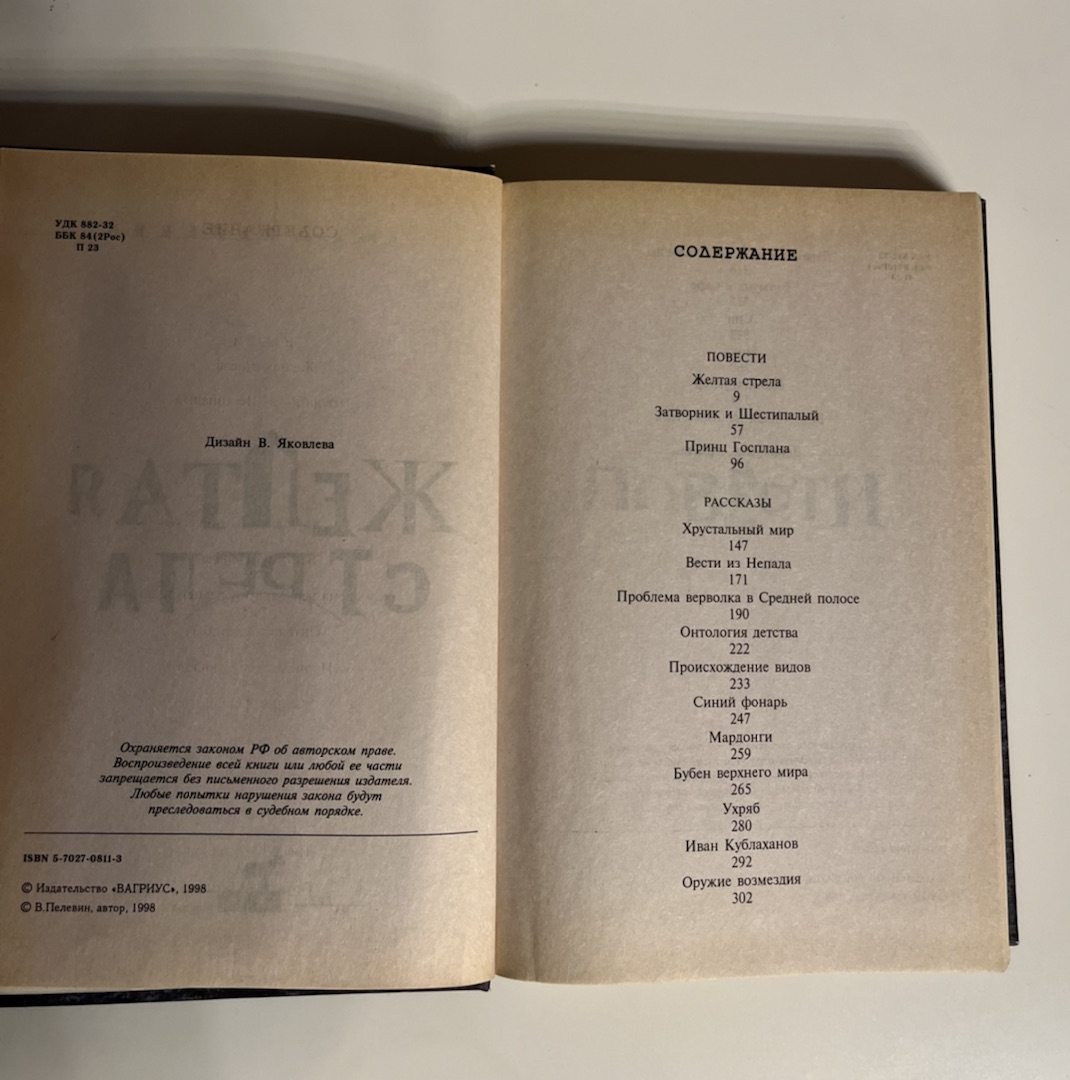 УДК 882-32
ББК 84(2Рос)
П 23
Дизайн В. Яковлева
Охраняется законом РФ об авторском праве.
Воспроизведение всей книги или любой ее части
запрещается без письменного разрешения издателя.
Любые попытки нарушения закона будут
преследоваться в судебном порядке.
ISBN 5-7027-0811-3
© Издательство «ВАГРИУС», 1998
© В.Пелевин, автор, 1998
СОДЕРЖАНИЕ
ПОВЕСТИ
Желтая стрела
9
Затворник и Шестипалый
57
Принц Госплана
96
РАССКАЗЫ
Хрустальный мир
147
Вести из Непала
171
Проблема верволка в Средней полосе
190
Онтология детства
222
Происхождение видов
233
Синий фонарь
247
Мардонги
259
Бубен верхнего мира
265
Ухряб
280
Иван Кублаханов
292
Оружие возмездия
302